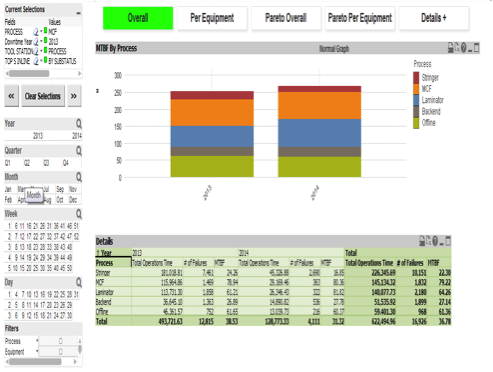 Current Selections
Fields Values
PROCESS MCF
Downtime Year 2013
TOOL STATION PROCESS
TOP 5 INLINE BY SUBSTATUS
<< Clear Selections >>
Year
2013 2014
Quarter
Q1 Q2 Q3 Q4
Month
Jan Mar Jul Sep Nov
Feb Apr Aug Oct Dec
Month
Week
1 6 11 16 21 26 31 36 41 46 51
2 7 12 17 22 27 32 37 42 47 52
3 8 13 18 23 28 33 38 43 48
4 9 14 19 24 29 34 39 44 49
5 10 15 20 25 30 35 40 45 50
Day
1 4 7 10 13 16 19 22 25 28 31
2 5 8 11 14 17 20 23 26 29
3 6 9 12 15 18 21 24 27 30
Filters
Process
Equipment
Overall Per Equipment Pareto Overall Pareto Per Equipment Details +
MTBF By Process Normal Graph
300
250
200
150
100
50
0
2013 2014
Process
Stringer
MCF
Laminator
Backend
Offline
Details
Year 2013 2014 Total
Process Total Operations Time # of Failures MTBF Total Operations Time # of Failures MTBF Total Operations Time # of Failures MTBF
Stringer 181,018.81 7,461 24.26 45,326.88 2,690 16.85 226,345.69 10,151 22.30
MCF 115,964.86 1,469 78.94 29,169.46 363 80.36 145,134.32 1,832 79.22
Laminator 113,731.30 1,858 61.21 26,346.43 322 81.82 140,077.73 2,180 64.26
Backend 36,645.10 1,363 26.89 14,890.82 536 27.78 51,535.92 1,899 27.14
Offline 46,361.57 752 61.65 13,039.73 216 60.37 59,401.30 968 61.36
Total 493,721.63 12,815 38.53 128,773.33 4,111 31.32 622,494.96 16,926 36.78